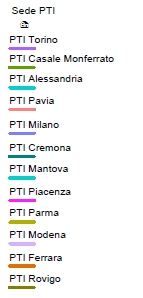 Sede PTI
PTI Torino
PTI Casale Monferrato
PTI Alessandria
PTI Pavia
PTI Milano
PTI Cremona
PTI Mantova
PTI Piacenza
PTI Parma
PTI Modena
PTI Ferrara
PTI Rovigo